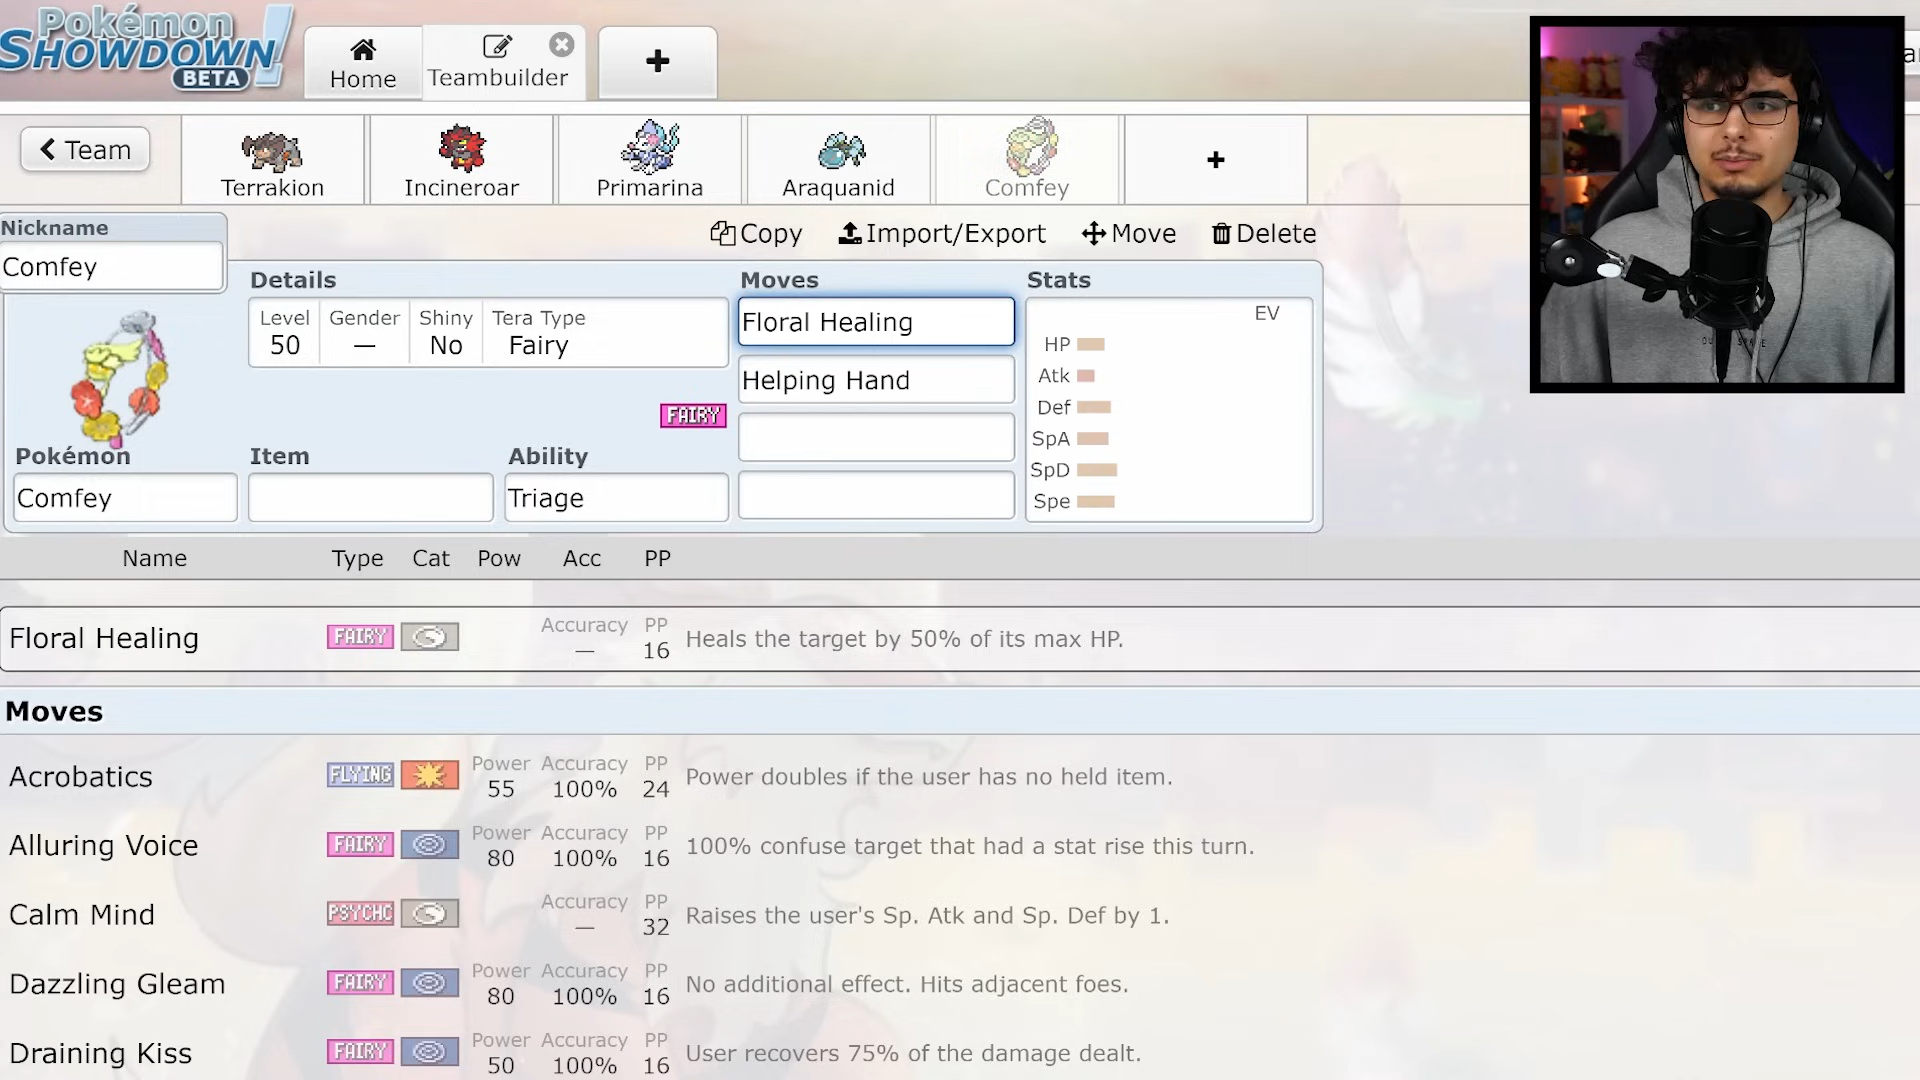 Pokémon
SHOWDOWN!
BETA
Home
Teambuilder
+
Team
Terrakion
Incineroar
Primarina
Araquanid
Comfey
+
Nickname
Comfey
Copy
Import/Export
Move
Delete
Details
Moves
Stats
Level
50
Gender
—
Shiny
No
Tera Type
Fairy
FAIRY
Floral Healing
Helping Hand
EV
HP
Atk
Def
SpA
SpD
Spe
Pokémon
Comfey
Item
Ability
Triage
Name Type Cat Pow Acc PP
Floral Healing FAIRY Accuracy — PP 16 Heals the target by 50% of its max HP.
Moves
Acrobatics FLYING Power 55 Accuracy 100% PP 24 Power doubles if the user has no held item.
Alluring Voice FAIRY Power 80 Accuracy 100% PP 16 100% confuse target that had a stat rise this turn.
Calm Mind PSYCHC Accuracy — PP 32 Raises the user's Sp. Atk and Sp. Def by 1.
Dazzling Gleam FAIRY Power 80 Accuracy 100% PP 16 No additional effect. Hits adjacent foes.
Draining Kiss FAIRY Power 50 Accuracy 100% PP 16 User recovers 75% of the damage dealt.